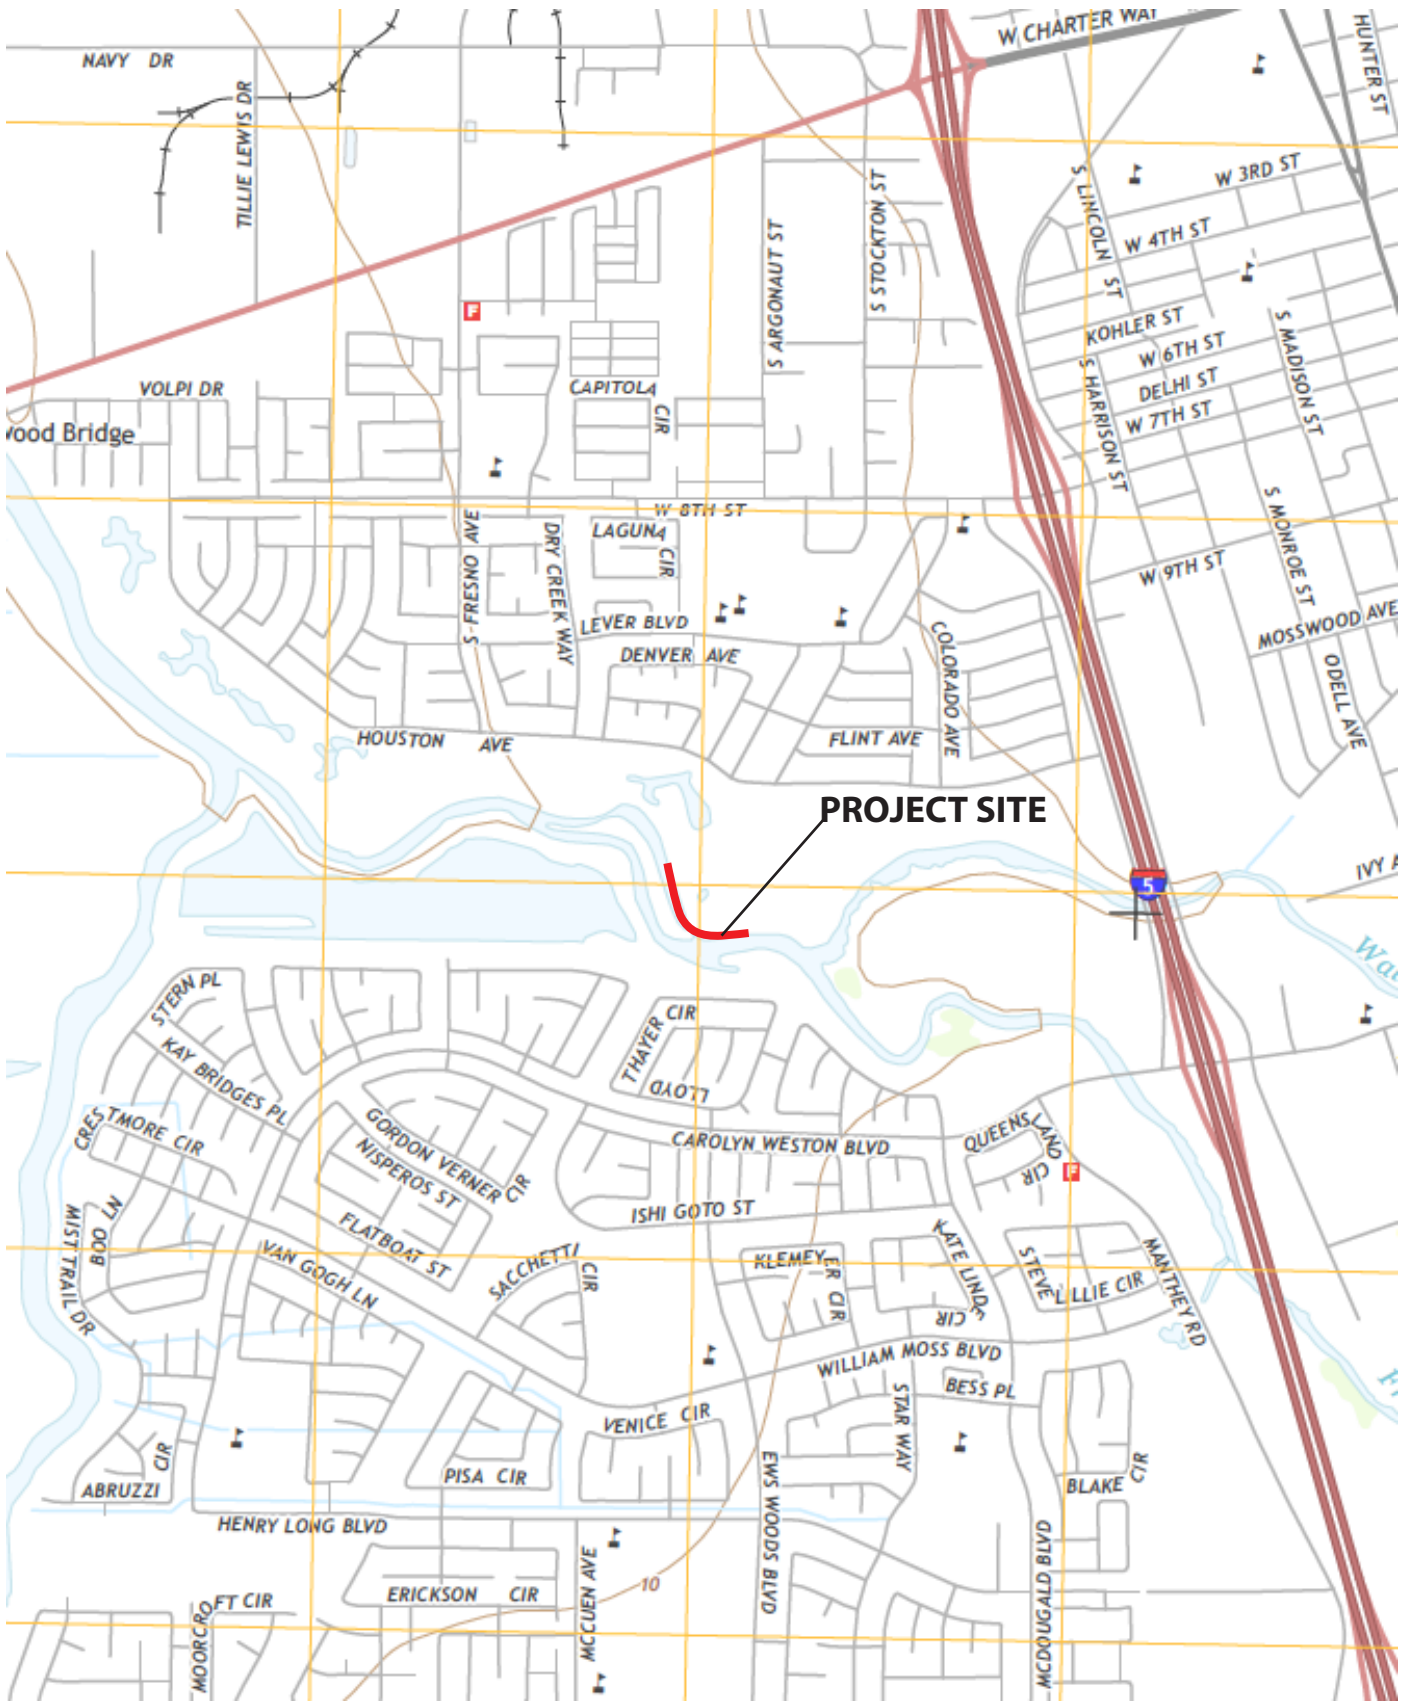 W CHARTER WAY
HUNTER ST
NAVY DR
TILLIE LEWIS DR
W 3RD ST
S LINCOLN ST
W 4TH ST
S STOCKTON ST
S ARGONAUT ST
F
KOHLER ST
W 6TH ST
S MADISON ST
DELHI ST
S HARRISON ST
W 7TH ST
VOLPI DR
CAPITOLA CIR
ood Bridge
W 8TH ST
S MONROE ST
LAGUNA CIR
S FRESNO AVE
DRY CREEK WAY
W 9TH ST
LEVER BLVD
MOSSWOOD AVE
DENVER AVE
COLORADO AVE
ODELL AVE
HOUSTON AVE
FLINT AVE
PROJECT SITE
IVY A
5
Wal
STERN PL
THAYER CIR
KAY BRIDGES PL
LLOYD
CRESTMORE CIR
GORDON VERNER CIR
CAROLYN WESTON BLVD
QUEENSLAND CIR
NISPEROS ST
F
ISHI GOTO ST
BOO LN
MIST TRAIL DR
FLATBOAT ST
VAN GOGH LN
SACCHETTI CIR
KLEMEYER CIR
KATE LINDE CIR
STEVE LILLIE CIR
MANTHEY RD
WILLIAM MOSS BLVD
BESS PL
Fr
STAR WAY
VENICE CIR
ABRUZZI CIR
PISA CIR
EWS WOODS BLVD
BLAKE CIR
HENRY LONG BLVD
MCCUEN AVE
MCDOUGALD BLVD
10
ERICKSON CIR
MOORCROFT CIR